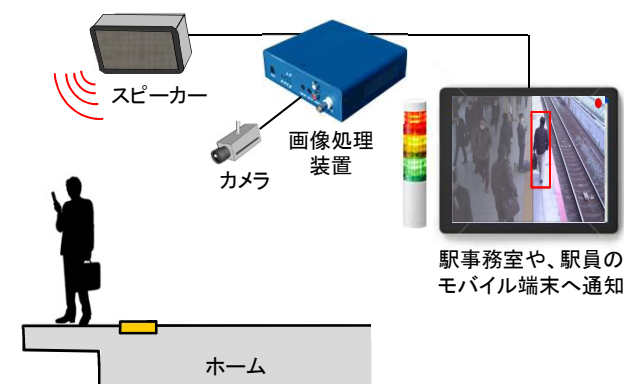 スピーカー
画像処理
装置
カメラ
駅事務室や、駅員の
モバイル端末へ通知
ホーム